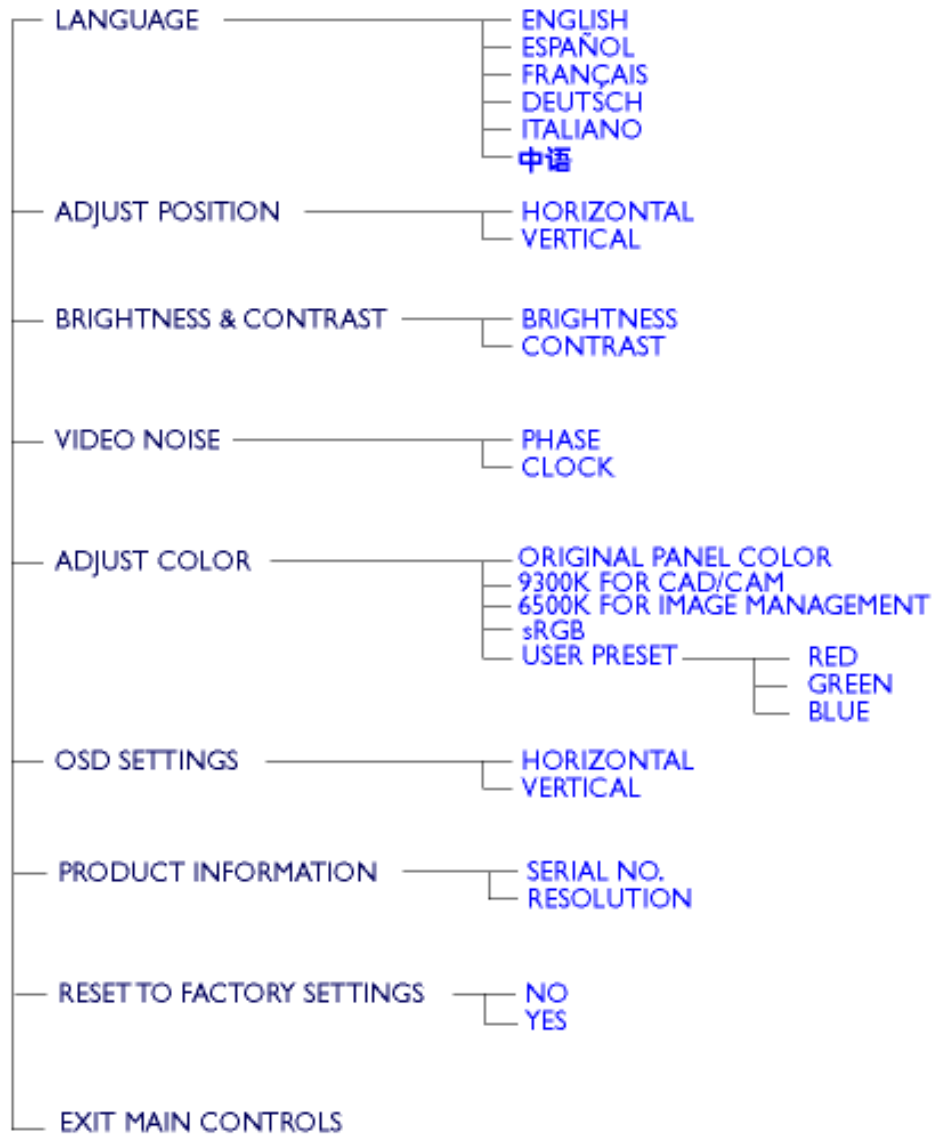 LANGUAGE ENGLISH
ESPAÑOL
FRANÇAIS
DEUTSCH
ITALIANO
中语
ADJUST POSITION HORIZONTAL
VERTICAL
BRIGHTNESS & CONTRAST BRIGHTNESS
CONTRAST
VIDEO NOISE PHASE
CLOCK
ADJUST COLOR ORIGINAL PANEL COLOR
9300K FOR CAD/CAM
6500K FOR IMAGE MANAGEMENT
sRGB
USER PRESET RED
GREEN
BLUE
OSD SETTINGS HORIZONTAL
VERTICAL
PRODUCT INFORMATION SERIAL NO.
RESOLUTION
RESET TO FACTORY SETTINGS NO
YES
EXIT MAIN CONTROLS